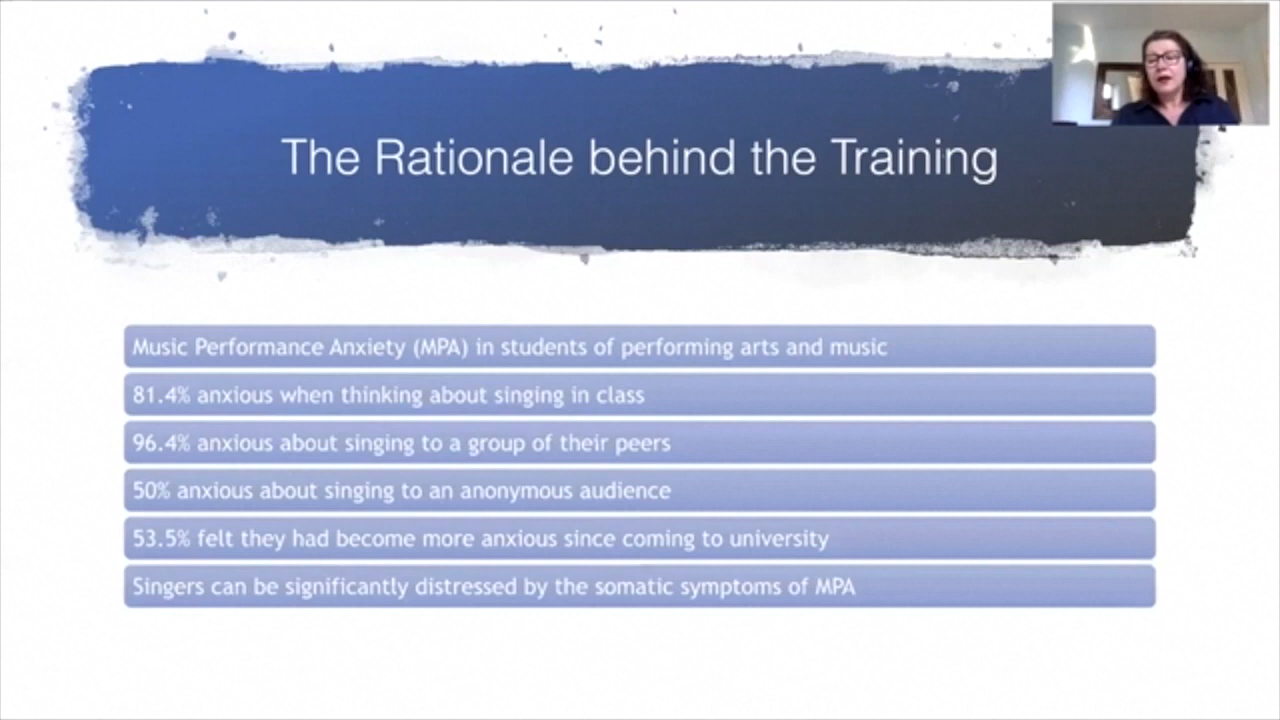 The Rationale behind the Training
Music Performance Anxiety (MPA) in students of performing arts and music
81.4% anxious when thinking about singing in class
96.4% anxious about singing to a group of their peers
50% anxious about singing to an anonymous audience
53.5% felt they had become more anxious since coming to university
Singers can be significantly distressed by the somatic symptoms of MPA